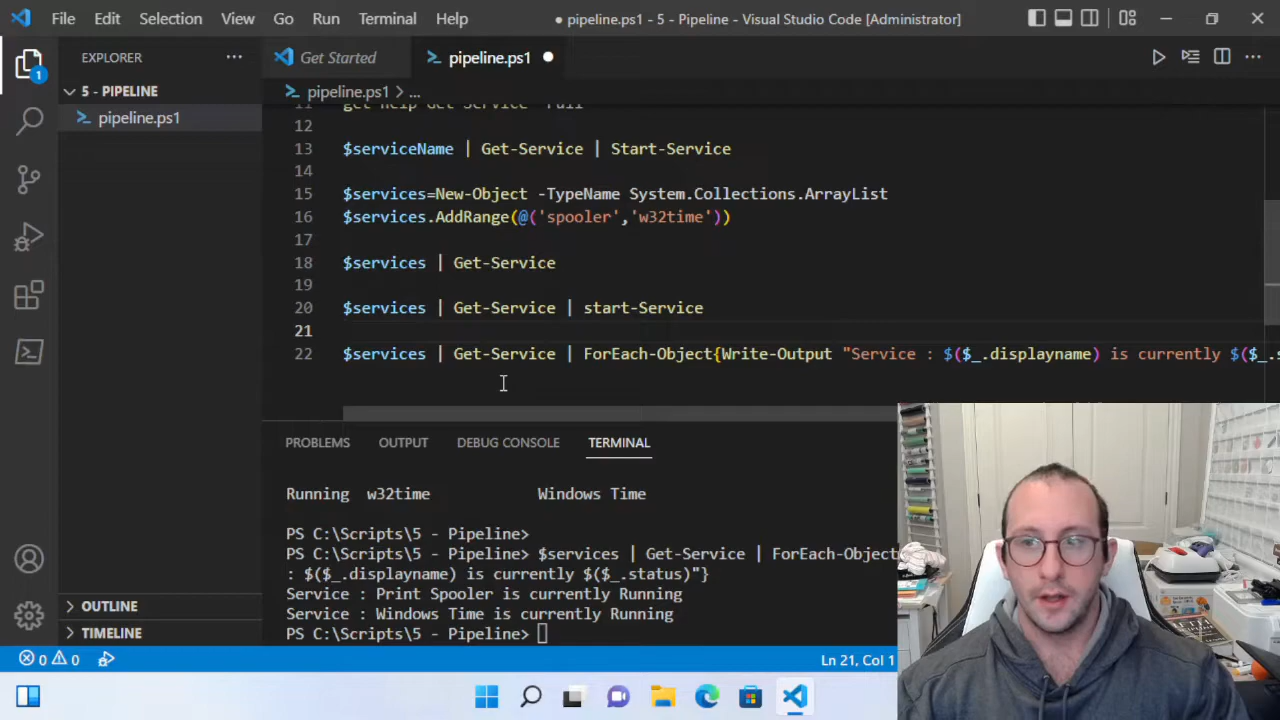 File Edit Selection View Go Run Terminal Help
● pipeline.ps1 - 5 - Pipeline - Visual Studio Code [Administrator]
EXPLORER ...
Get Started
pipeline.ps1 ●
5 - PIPELINE
pipeline.ps1
1
pipeline.ps1 > ...
11 get-help Get-Service -Full
12
13 $serviceName | Get-Service | Start-Service
14
15 $services=New-Object -TypeName System.Collections.ArrayList
16 $services.AddRange(@('spooler','w32time'))
17
18 $services | Get-Service
19
20 $services | Get-Service | start-Service
21
22 $services | Get-Service | ForEach-Object{Write-Output "Service : $($_.displayname) is currently $($_.s
PROBLEMS OUTPUT DEBUG CONSOLE TERMINAL
Running w32time Windows Time
PS C:\Scripts\5 - Pipeline>
PS C:\Scripts\5 - Pipeline> $services | Get-Service | ForEach-Object
: $($_.displayname) is currently $($_.status)"}
Service : Print Spooler is currently Running
Service : Windows Time is currently Running
PS C:\Scripts\5 - Pipeline>
OUTLINE
TIMELINE
0 0
Ln 21, Col 1